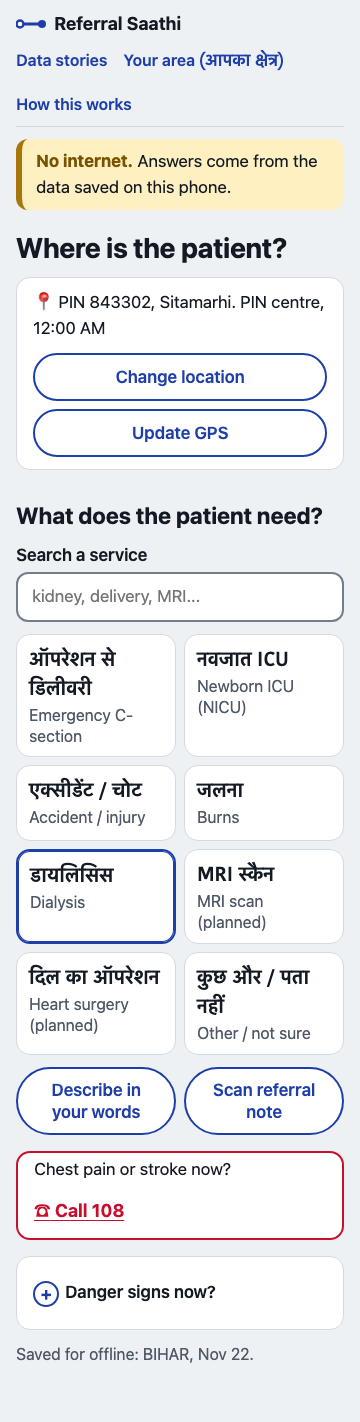 Referral Saathi
Data stories Your area (आपका क्षेत्र)
How this works
No internet. Answers come from the
data saved on this phone.
Where is the patient?
📍 PIN 843302, Sitamarhi. PIN centre,
12:00 AM
Change location
Update GPS
What does the patient need?
Search a service
kidney, delivery, MRI...
ऑपरेशन से
डिलीवरी
Emergency C-
section
नवजात ICU
Newborn ICU
(NICU)
एक्सीडेंट / चोट
Accident / injury
जलना
Burns
डायलिसिस
Dialysis
MRI स्कैन
MRI scan
(planned)
दिल का ऑपरेशन
Heart surgery
(planned)
कुछ और / पता
नहीं
Other / not sure
Describe in
your words
Scan referral
note
Chest pain or stroke now?
☎ Call 108
Danger signs now?
Saved for offline: BIHAR, Nov 22.